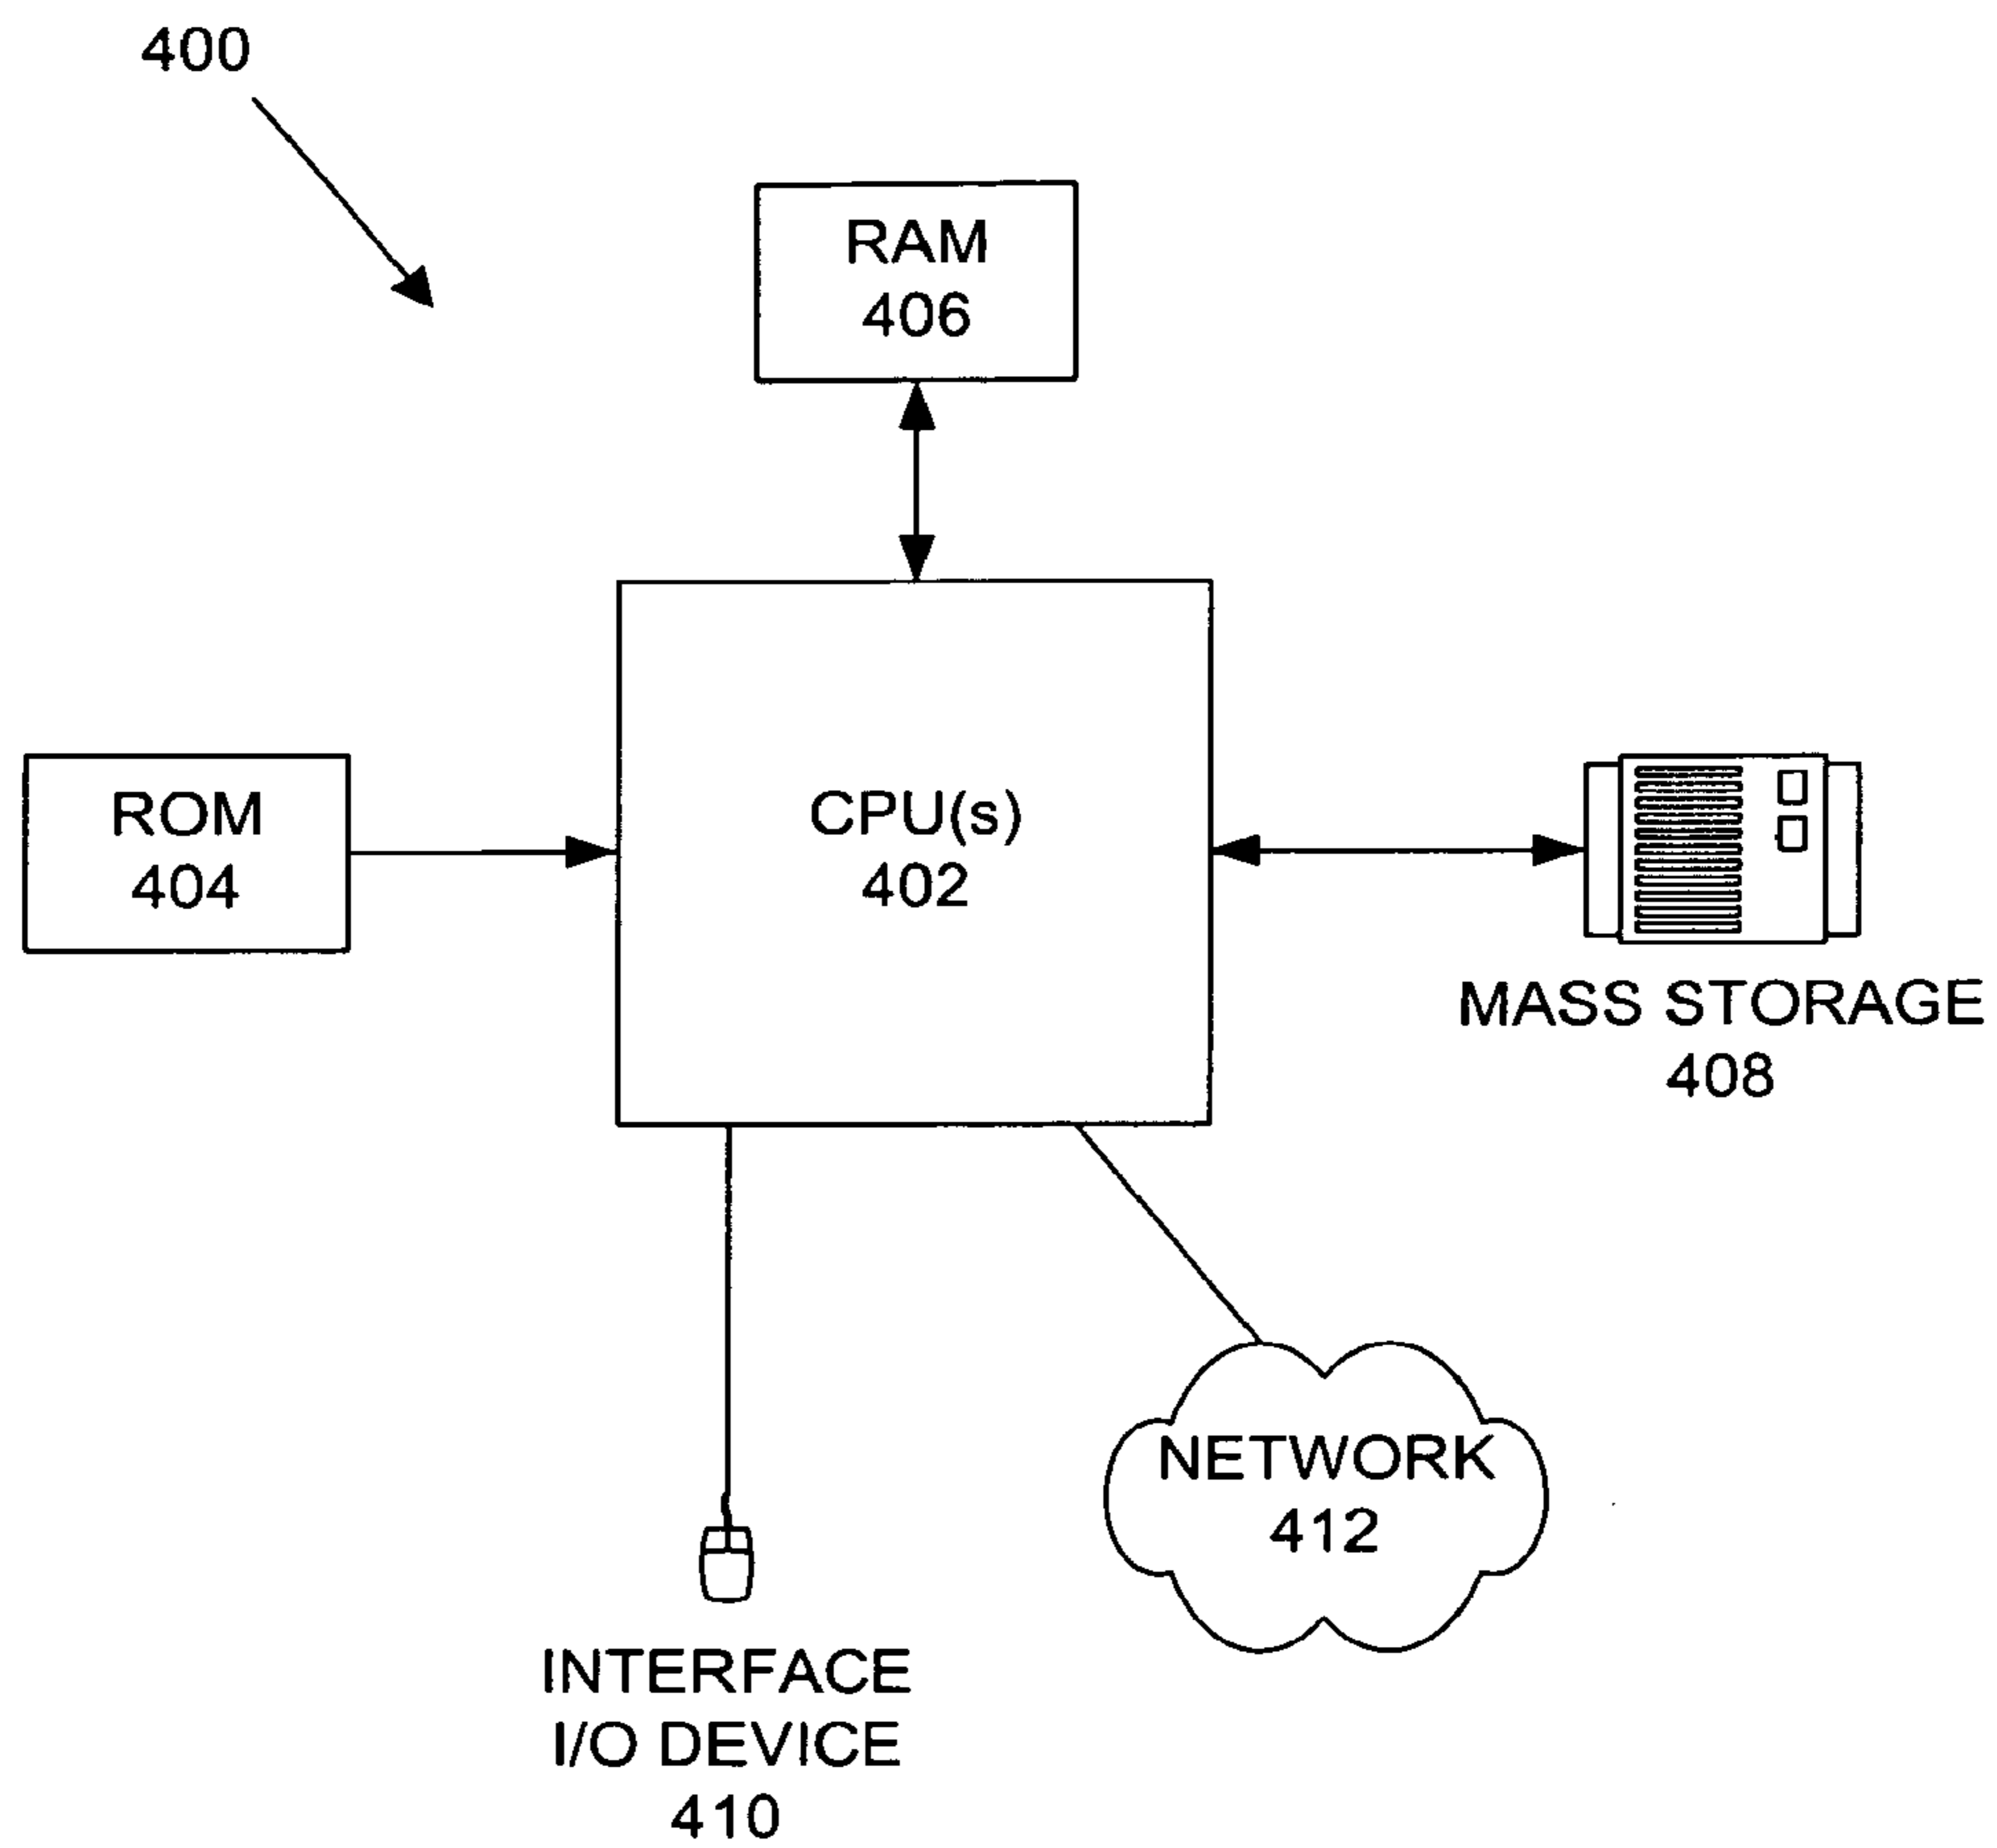 400
RAM
406
ROM
404
CPU(s)
402
MASS STORAGE
408
NETWORK
412
INTERFACE
I/O DEVICE
410